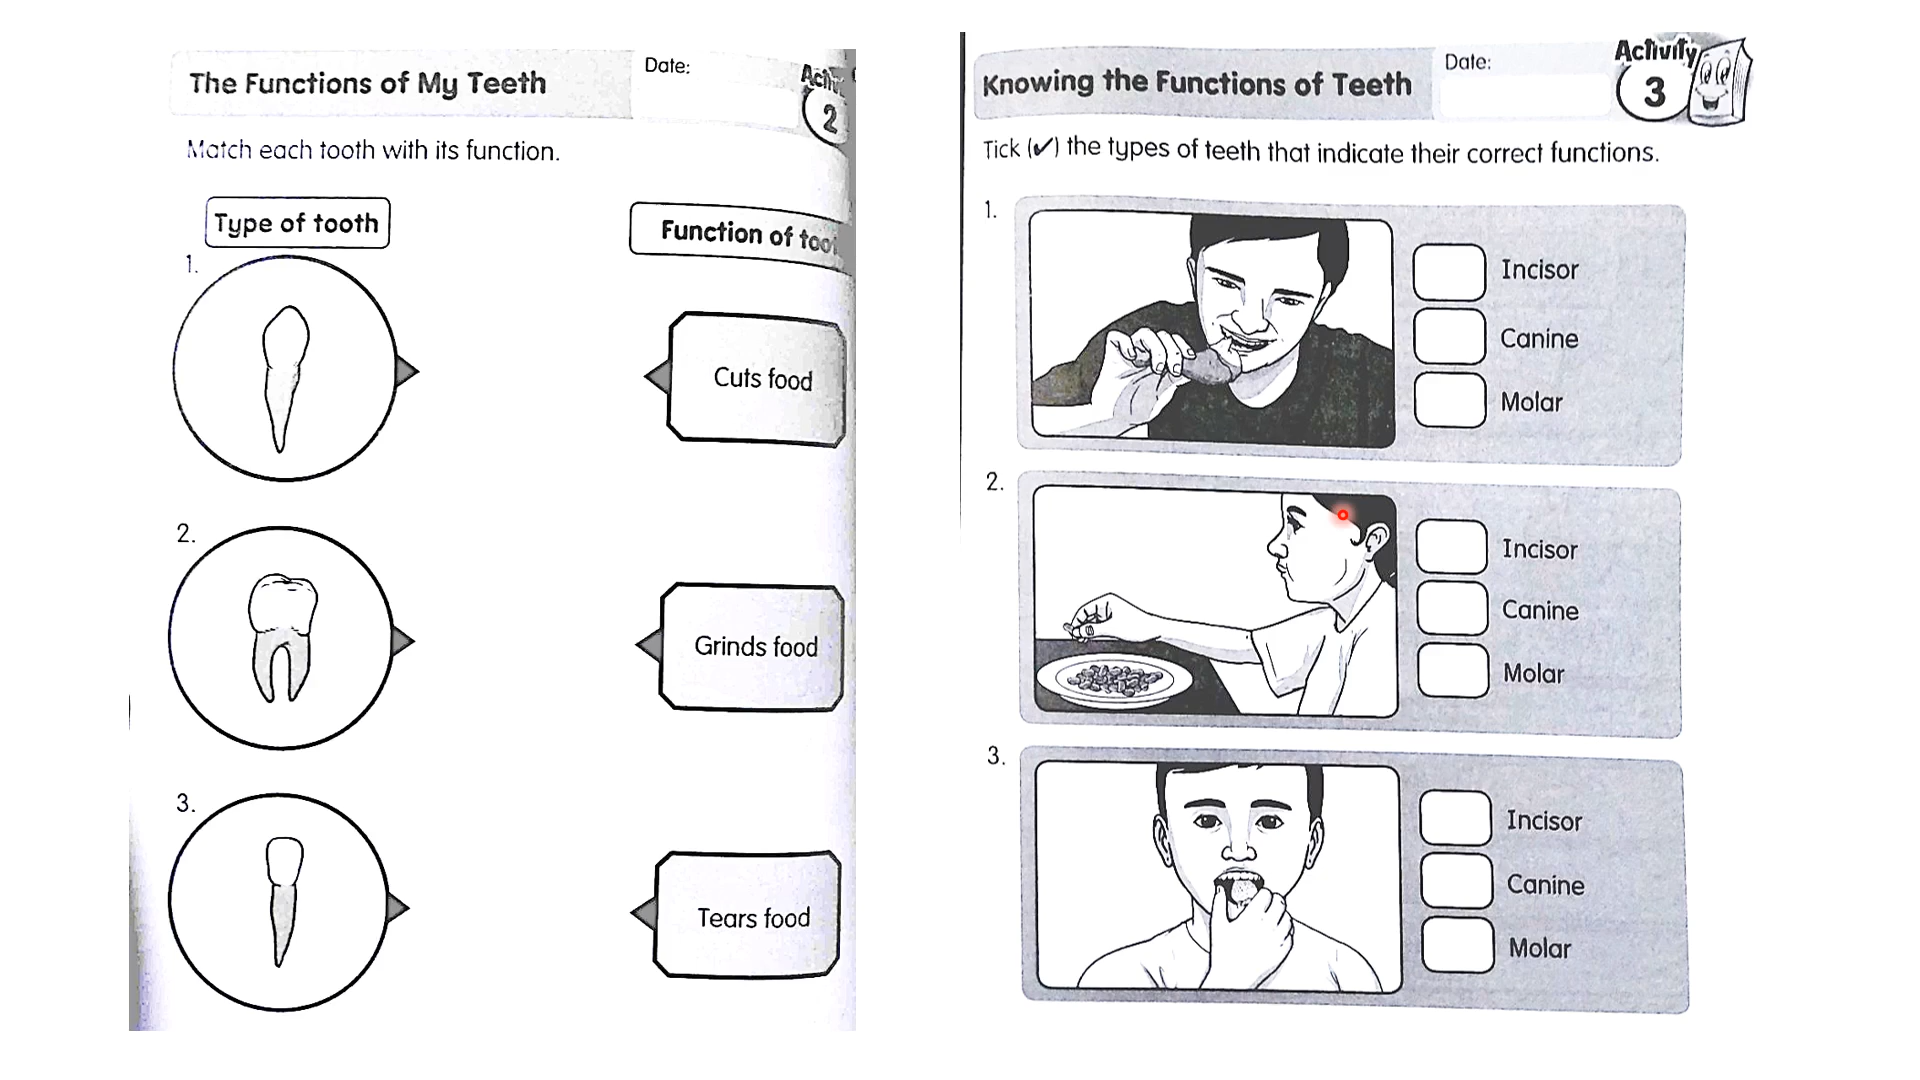 The Functions of My Teeth
Date:
2
Match each tooth with its function.
Type of tooth
Function of
1.
Cuts food
2.
Grinds food
3.
Tears food
Knowing the Functions of Teeth
Date:
Activity
3
Tick (✓) the types of teeth that indicate their correct functions.
1.
Incisor
Canine
Molar
2.
Incisor
Canine
Molar
3.
Incisor
Canine
Molar